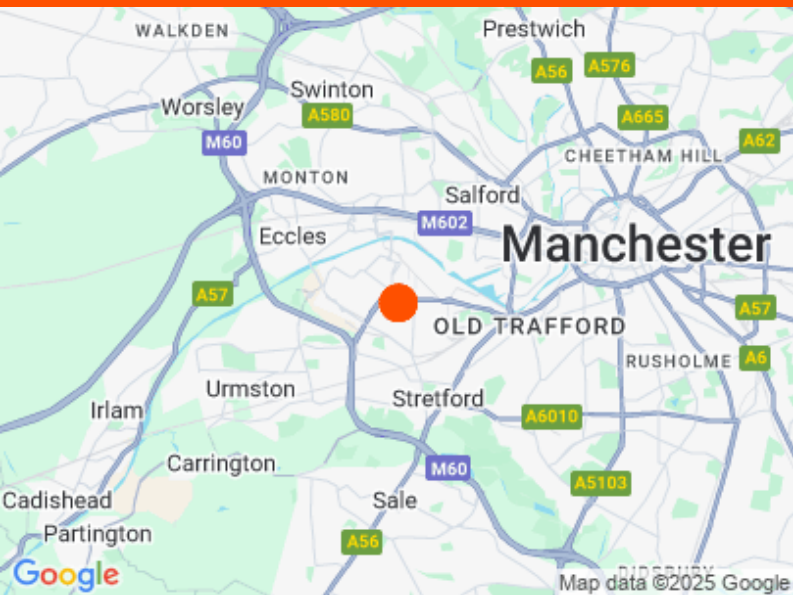 WALKDEN
Prestwich
A56
A576
Swinton
Worsley
A580
A665
M60
A62
CHEETHAM HILL
MONTON
Salford
M602
Eccles
Manchester
A57
A57
OLD TRAFFORD
RUSHOLME
A6
Urmston
Stretford
Irlam
A6010
Carrington
M60
A5103
Cadishead
Sale
Partington
A56
DIDSBURY
Google
Map data ©2025 Google